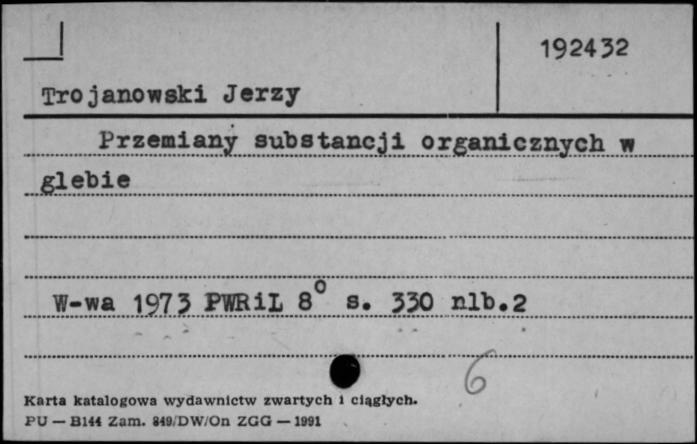 192432
Trojanowski Jerzy
Przemiany substancji organicznych w
glebie
W-wa 1973 PWRiL 8° s. 330 nlb.2
6
Karta katalogowa wydawnictw zwartych i ciągłych.
PU — B144 Zam. 849/DW/On ZGG — 1991